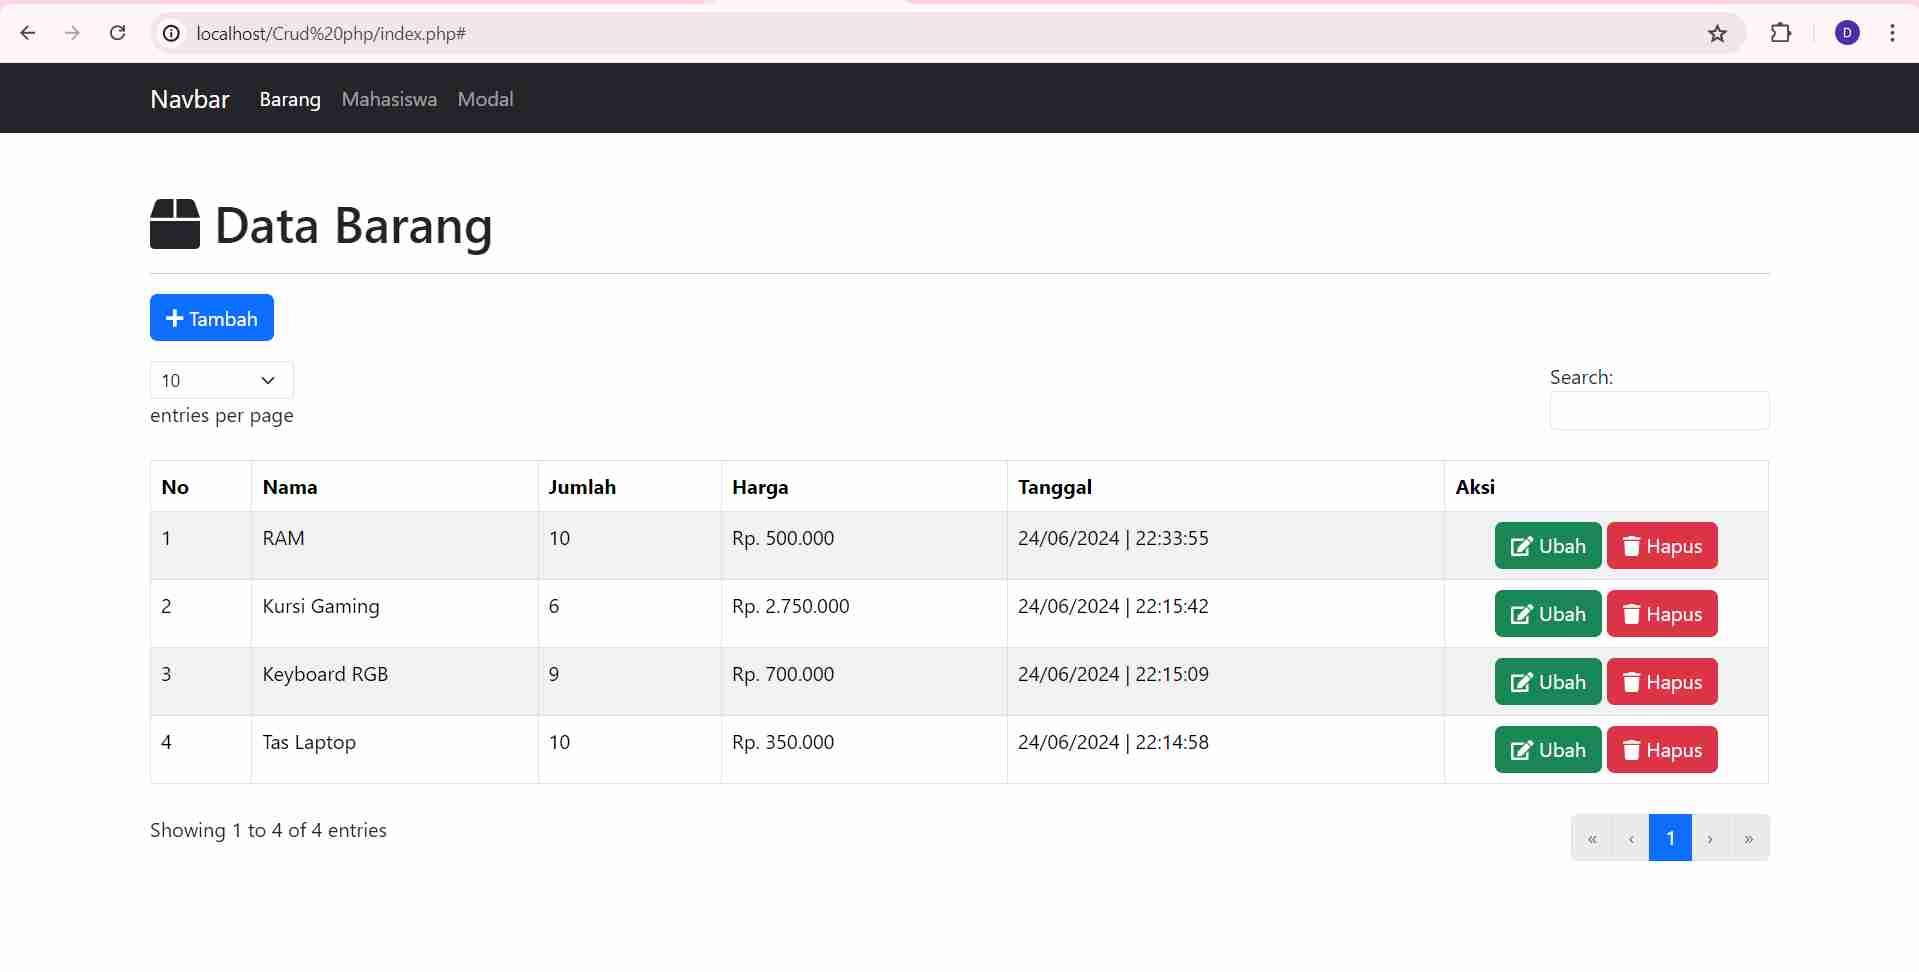 localhost/Crud%20php/index.php#
D
Navbar Barang Mahasiswa Modal
Data Barang
Tambah
10
entries per page
Search:
No Nama Jumlah Harga Tanggal Aksi
1 RAM 10 Rp. 500.000 24/06/2024 | 22:33:55 Ubah Hapus
2 Kursi Gaming 6 Rp. 2.750.000 24/06/2024 | 22:15:42 Ubah Hapus
3 Keyboard RGB 9 Rp. 700.000 24/06/2024 | 22:15:09 Ubah Hapus
4 Tas Laptop 10 Rp. 350.000 24/06/2024 | 22:14:58 Ubah Hapus
Showing 1 to 4 of 4 entries
« ‹ 1 › »